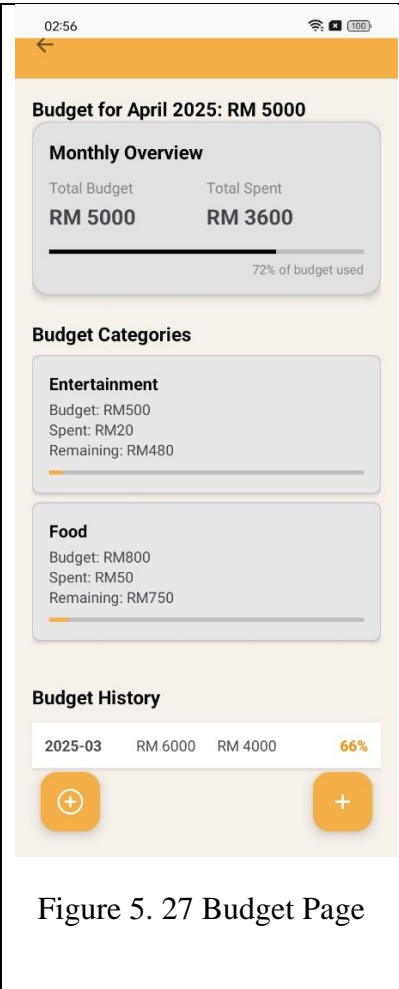 02:56
100
Budget for April 2025: RM 5000
Monthly Overview
Total Budget Total Spent
RM 5000 RM 3600
72% of budget used
Budget Categories
Entertainment
Budget: RM500
Spent: RM20
Remaining: RM480
Food
Budget: RM800
Spent: RM50
Remaining: RM750
Budget History
2025-03 RM 6000 RM 4000 66%
Figure 5. 27 Budget Page